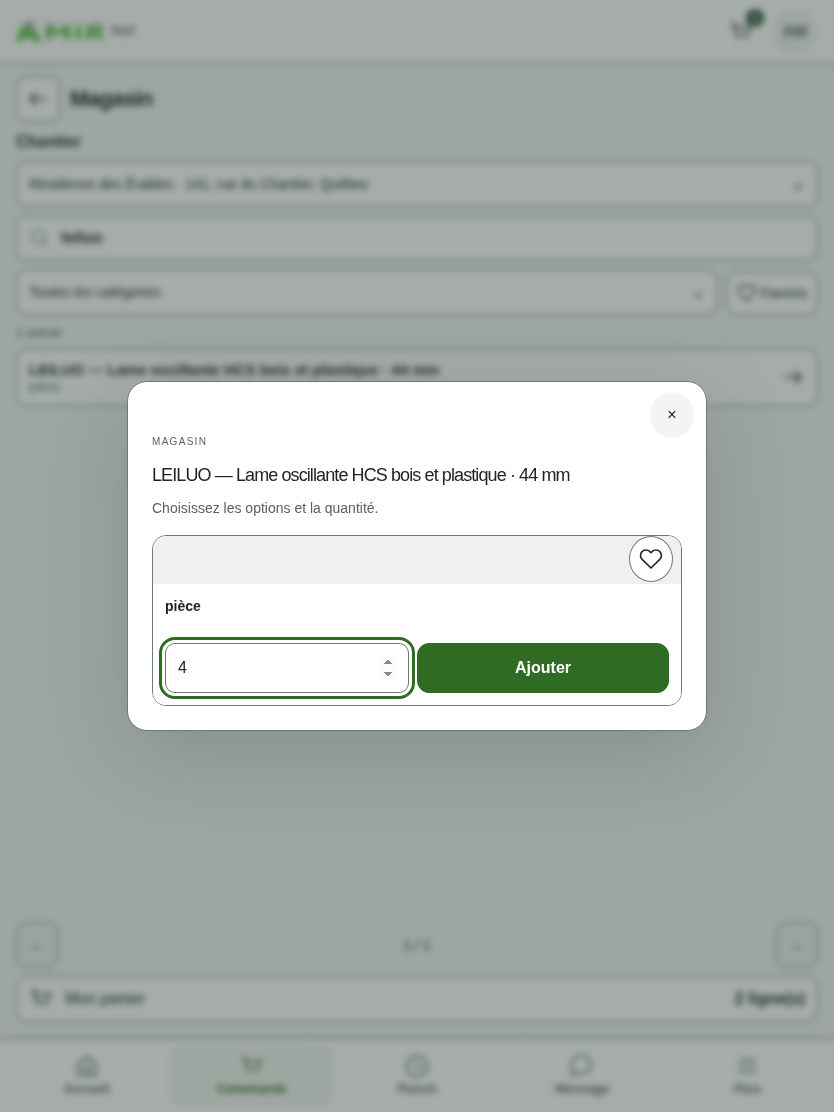 AMIR
Magasin
Chantier
Résidence des Érables · 141, rue du Chantier, Québec
leiluo
Toutes les catégories
Favoris
1 article
LEILUO — Lame oscillante HCS bois et plastique · 44 mm
pièce
×
MAGASIN
LEILUO — Lame oscillante HCS bois et plastique · 44 mm
Choisissez les options et la quantité.
pièce
4
Ajouter
1 / 1
Mon panier
2 ligne(s)
Accueil
Commande
Punch
Message
Plus